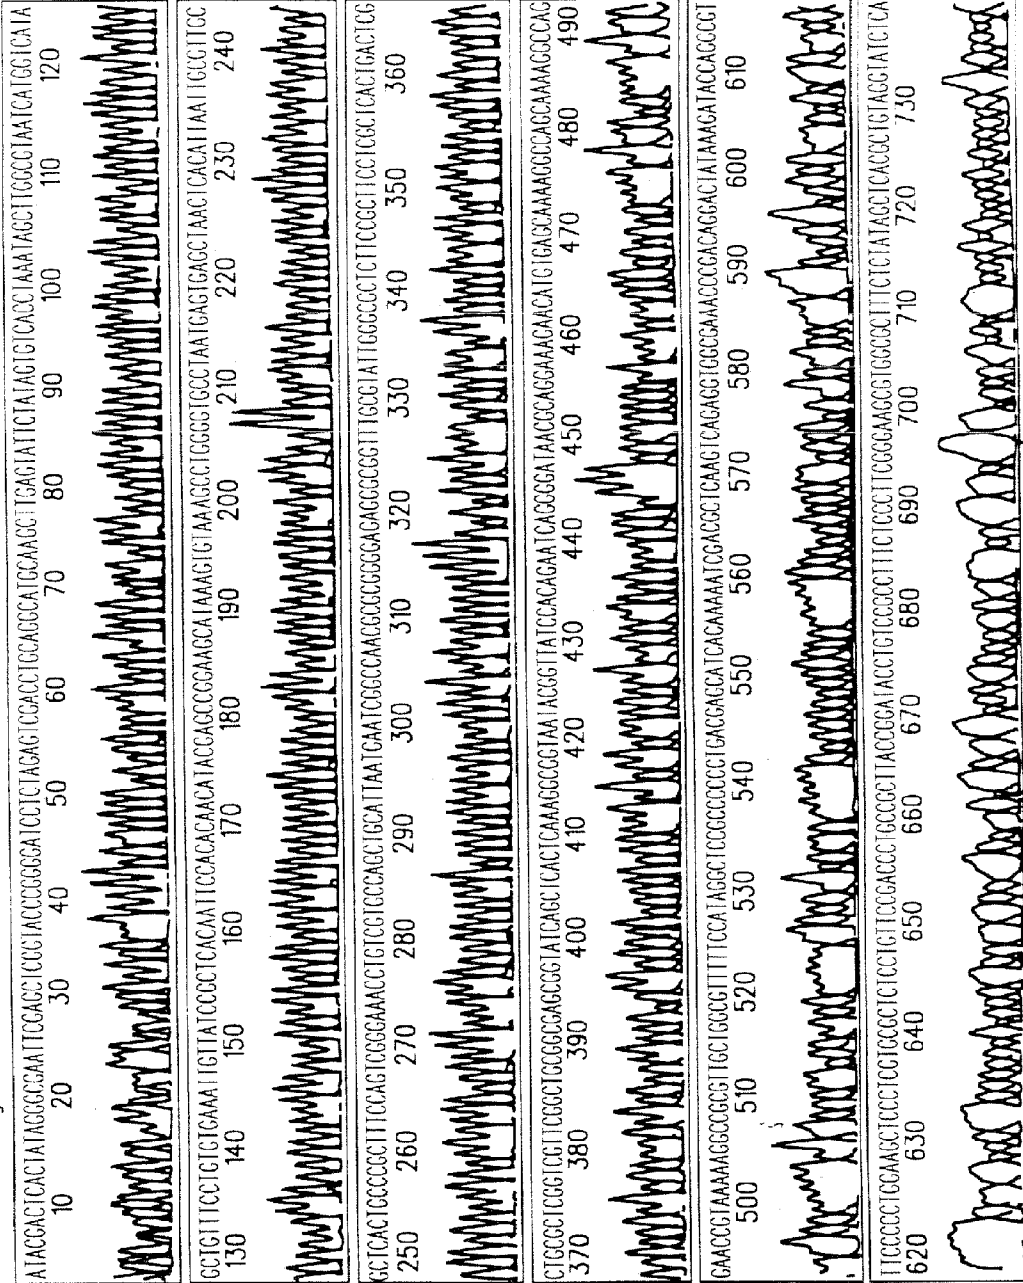 ATACGACTCACTATAGGGCGAATTCGAGCTCGGTACCCGGGGATCCTCTAGAGTCGACCTGCAGGCATGCAAGCTTGAGTATTCTATAGTGTCACCTAAATAGCTTGGCGTAATCATGGTCATA
10 20 30 40 50 60 70 80 90 100 110 120
GCTGTTTCCTGTGTGAAATTGTTATCCGCTCACAATTCCACACAACATACGAGCCGGAAGCATAAAGTGTAAAGCCTGGGGTGCCTAATGAGTGAGCTAACTCACATTAATTGCGTTGC
130 140 150 160 170 180 190 200 210 220 230 240
GCTCACTGCCCGCTTTCCAGTCGGGAAACCTGTCGTGCCAGCTGCATTAATGAATCGGCCAACGCGCGGGGAGAGGCGGTTTGCGTATTGGGCGCTCTTCCGCTTCCTCGCTCACTGACTCG
250 260 270 280 290 300 310 320 330 340 350 360
CTGCGCTCGGTCGTTCGGCTGCGGCGAGCGGTATCAGCTCACTCAAAGGCGGTAATACGGTTATCCACAGAATCAGGGGATAACGCAGGAAAGAACATGTGAGCAAAAGGCCAGCAAAAGGCCAG
370 380 390 400 410 420 430 440 450 460 470 480 490
GAACCGTAAAAAGGCCGCGTTGCTGGCGTTTTTCCATAGGCTCCGCCCCCCTGACGAGCATCACAAAAATCGACGCTCAAGTCAGAGGTGGCGAAACCCGACAGGACTATAAAGATACCAGGCGT
500 510 520 530 540 550 560 570 580 590 600 610
TTCCCCCTGGAAGCTCCCTCGTGCGCTCTCCTGTTCCGACCCTGCCGCTTACCGGATACCTGTCCGCCTTTCTCCCTTCGGGAAGCGTGGCGCTTTCTCTATAGCTCACGCTGTAGGTATCTCA
620 630 640 650 660 670 680 690 700 710 720 730